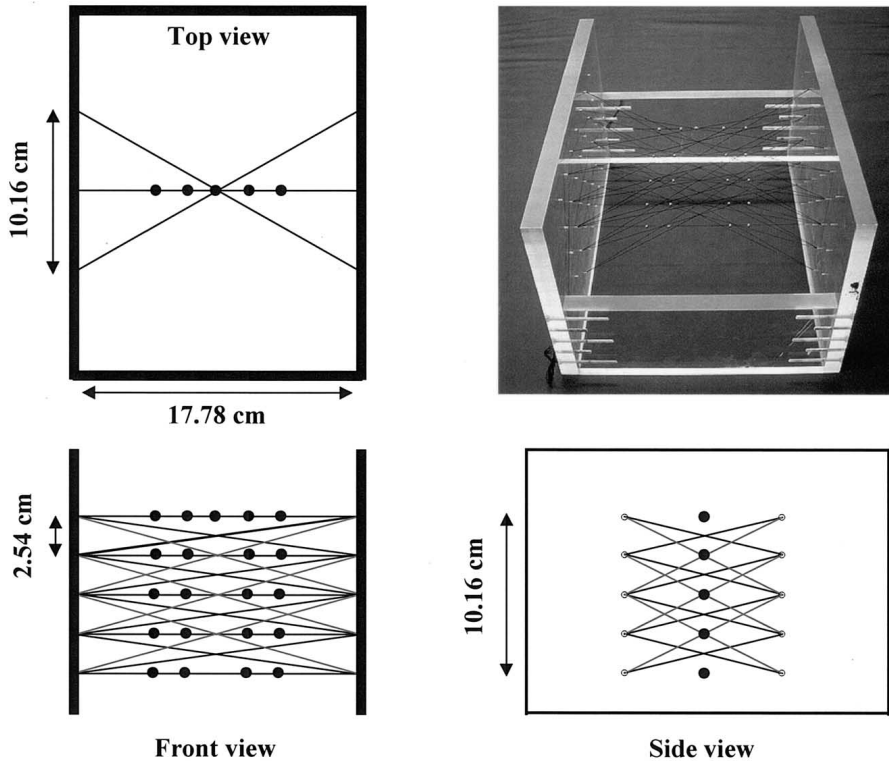 Top view
10.16 cm
17.78 cm
2.54 cm
Front view
10.16 cm
Side view